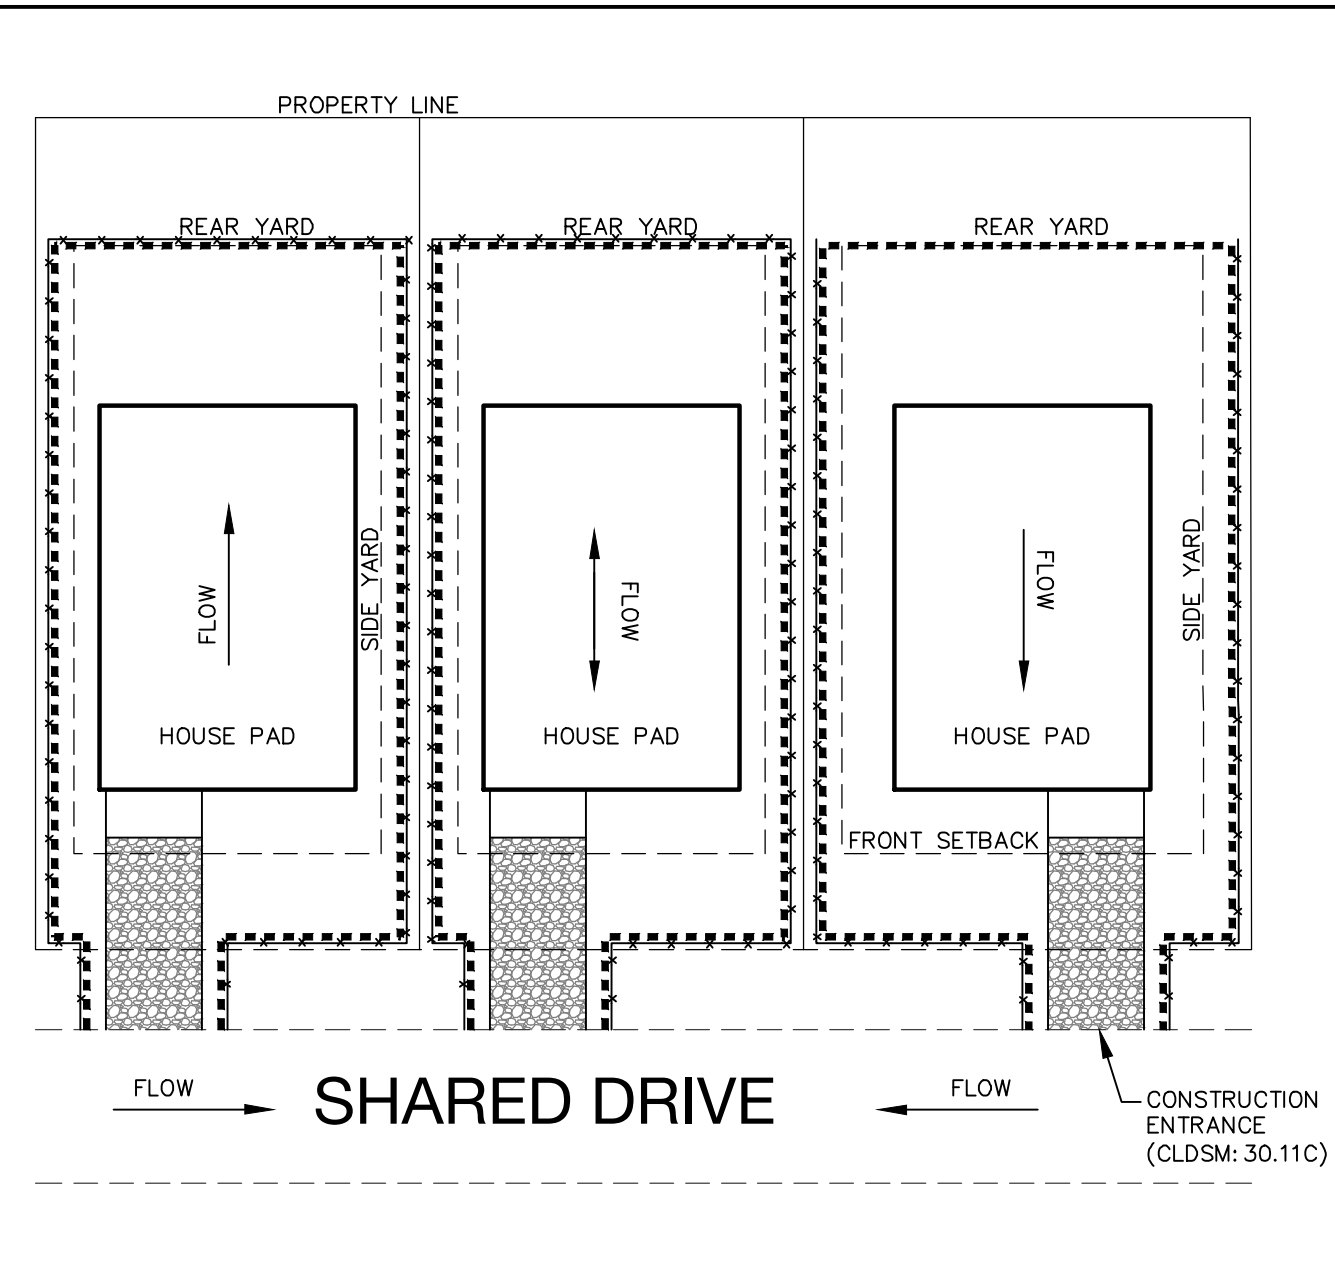 PROPERTY LINE
REAR YARD
REAR YARD
REAR YARD
FLOW
SIDE YARD
FLOW
FLOW
SIDE YARD
HOUSE PAD
HOUSE PAD
HOUSE PAD
FRONT SETBACK
FLOW
SHARED DRIVE
FLOW
CONSTRUCTION
ENTRANCE
(CLDSM: 30.11C)